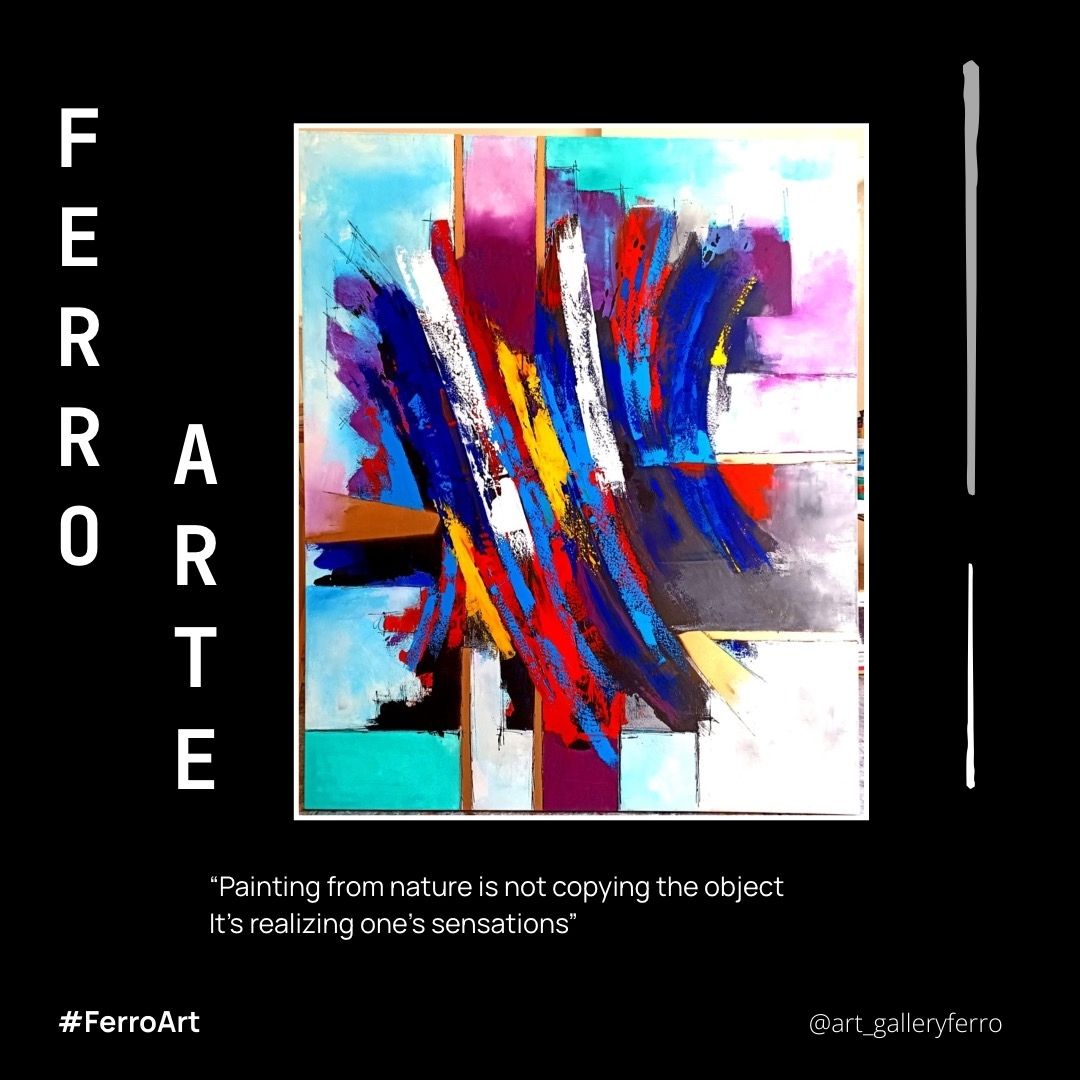 FERRO
ARTE
“Painting from nature is not copying the object
It’s realizing one’s sensations”
#FerroArt
@art_galleryferro